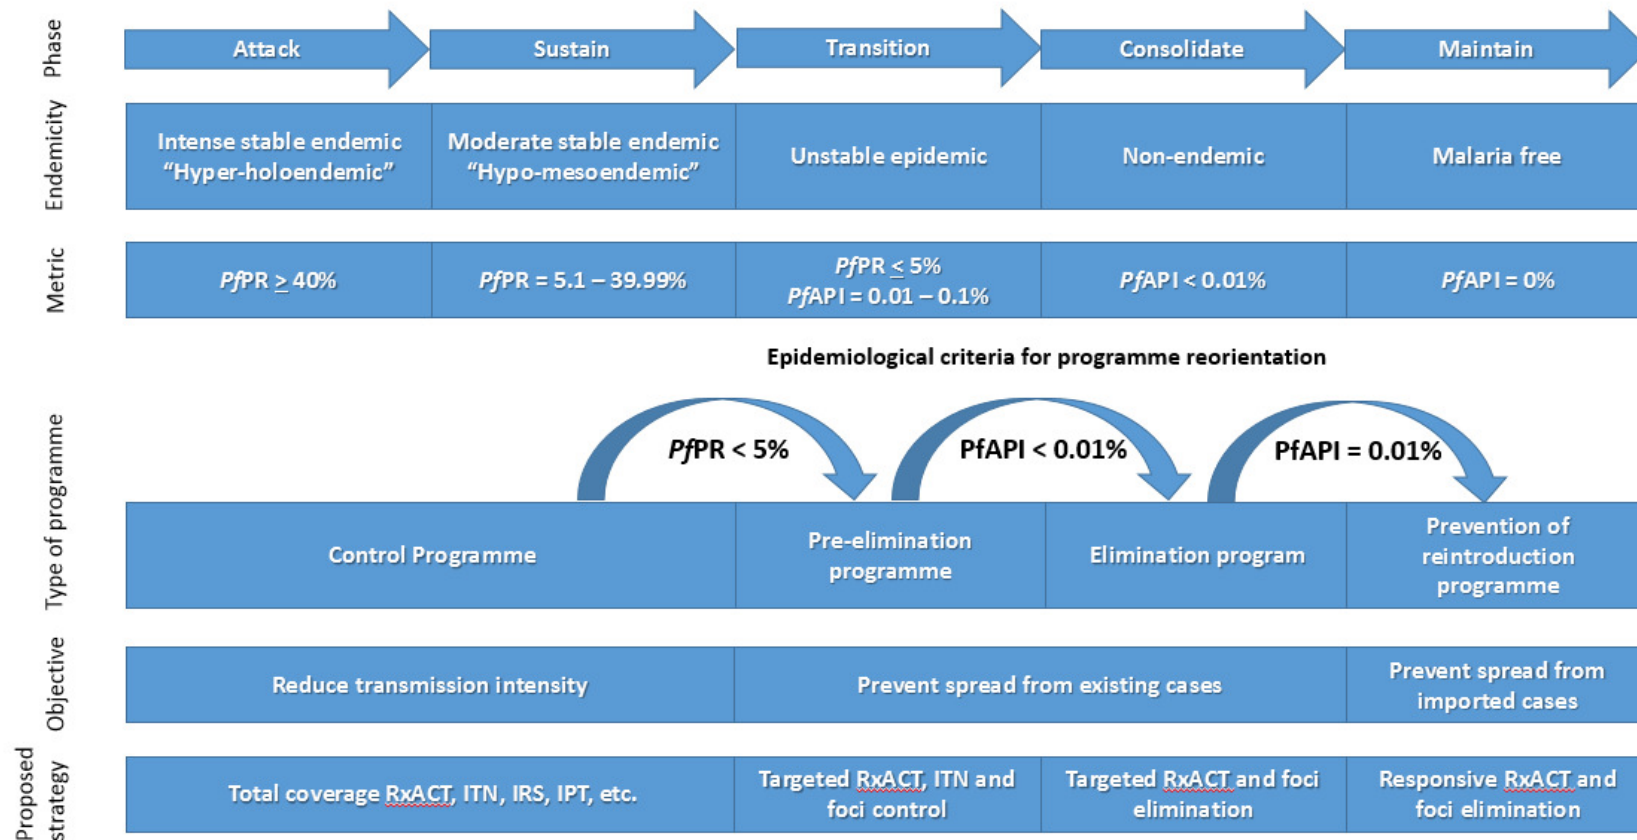 Phase
Attack
Sustain
Transition
Consolidate
Maintain
Endemicity
Intense stable endemic
“Hyper-holoendemic”
Moderate stable endemic
“Hypo-mesoendemic”
Unstable epidemic
Non-endemic
Malaria free
Metric
PfPR ≥ 40%
PfPR = 5.1 – 39.99%
PfPR ≤ 5%
PfAPI = 0.01 – 0.1%
PfAPI < 0.01%
PfAPI = 0%
Epidemiological criteria for programme reorientation
PfPR < 5%
PfAPI < 0.01%
PfAPI = 0.01%
Type of programme
Control Programme
Pre-elimination
programme
Elimination program
Prevention of
reintroduction
programme
Objective
Reduce transmission intensity
Prevent spread from existing cases
Prevent spread from
imported cases
Proposed
strategy
Total coverage RxACT, ITN, IRS, IPT, etc.
Targeted RxACT, ITN and
foci control
Targeted RxACT and foci
elimination
Responsive RxACT and
foci elimination